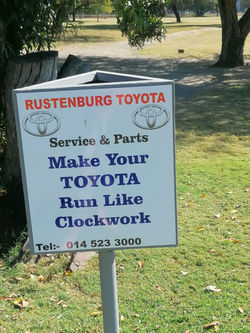 RUSTENBURG TOYOTA
Service & Parts
Make Your
TOYOTA
Run Like
Clockwork
Tel:- 014 523 3000